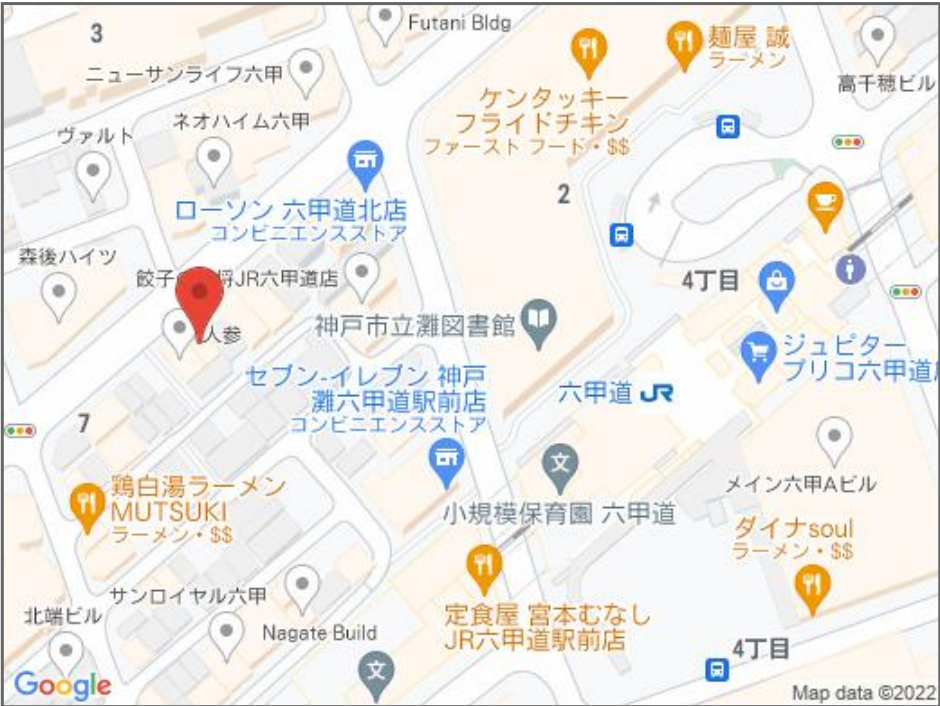 Futani Bldg
3
麺屋 誠
ラーメン
ニューサンライフ六甲
高千穂ビル
ケンタッキー
フライドチキン
ファースト フード・$$
ネオハイム六甲
ヴァルト
2
ローソン 六甲道北店
コンビニエンスストア
森後ハイツ
餃子
将JR六甲道店
4丁目
人参
神戸市立灘図書館
ジュピター
プリコ六甲道
セブン-イレブン 神戸
灘六甲道駅前店
コンビニエンスストア
六甲道 JR
7
鶏白湯ラーメン
MUTSUKI
ラーメン・$$
小規模保育園 六甲道
メイン六甲Aビル
ダイナsoul
ラーメン・$$
サンロイヤル六甲
北端ビル
Nagate Build
定食屋 宮本むなし
JR六甲道駅前店
4丁目
Google
Map data ©2022